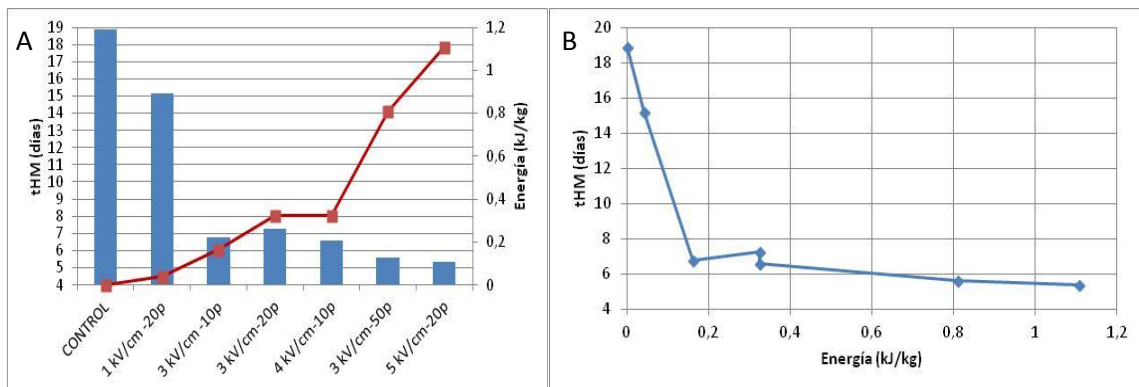 A
tHM (días)
19
18
17
16
15
14
13
12
11
10
9
8
7
6
5
4
1,2
1
0,8
0,6
0,4
0,2
0
Energía (kJ/kg)
CONTROL
1 kV/cm -20p
3 kV/cm -10p
3 kV/cm-20p
4 kV/cm-10p
3 kV/cm-50p
5 kV/cm-20p
B
tHM (días)
20
18
16
14
12
10
8
6
4
0 0,2 0,4 0,6 0,8 1 1,2
Energía (kJ/kg)